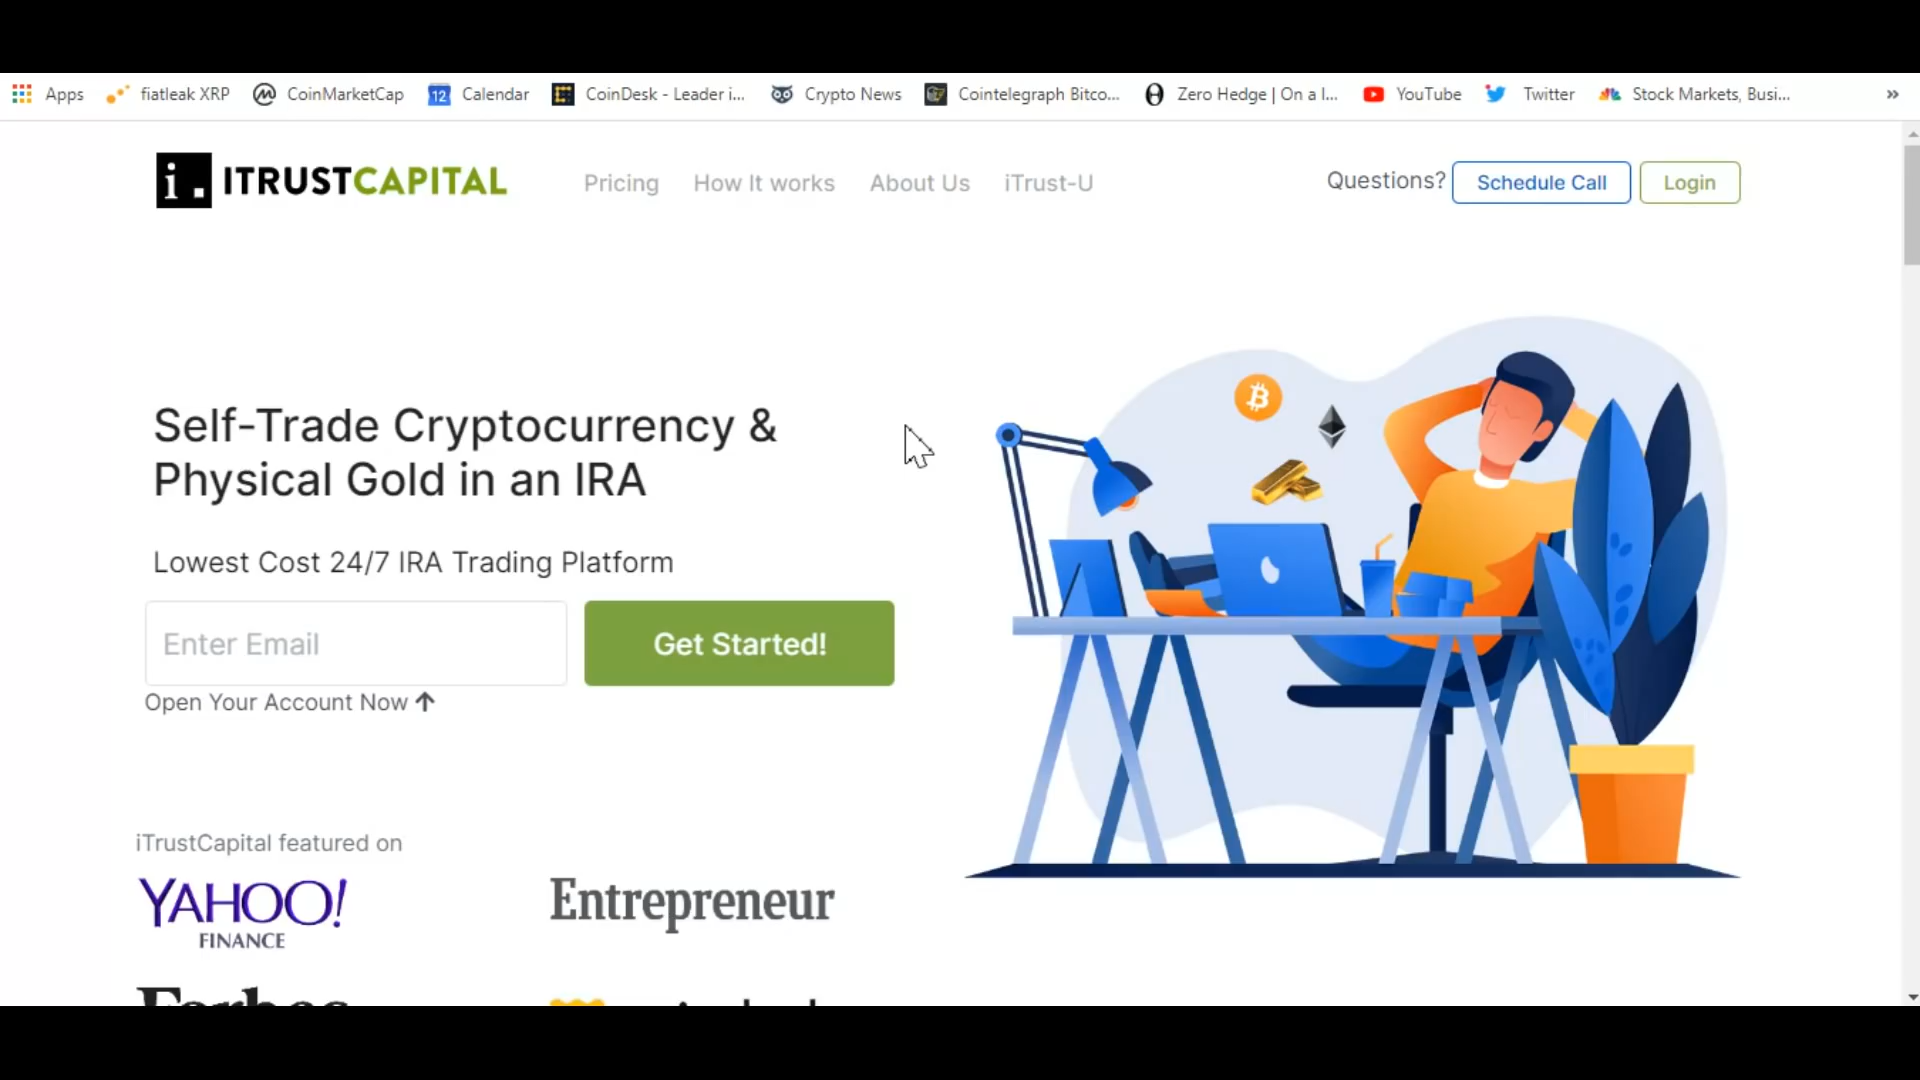 Apps fiatleak XRP CoinMarketCap 12 Calendar CoinDesk - Leader i... Crypto News Cointelegraph Bitco... Zero Hedge | On a l... YouTube Twitter Stock Markets, Busi... »
i. ITRUSTCAPITAL Pricing How It works About Us iTrust-U Questions? Schedule Call Login
Self-Trade Cryptocurrency &
Physical Gold in an IRA
Lowest Cost 24/7 IRA Trading Platform
Enter Email Get Started!
Open Your Account Now
iTrustCapital featured on
YAHOO! Entrepreneur
FINANCE
Forbes